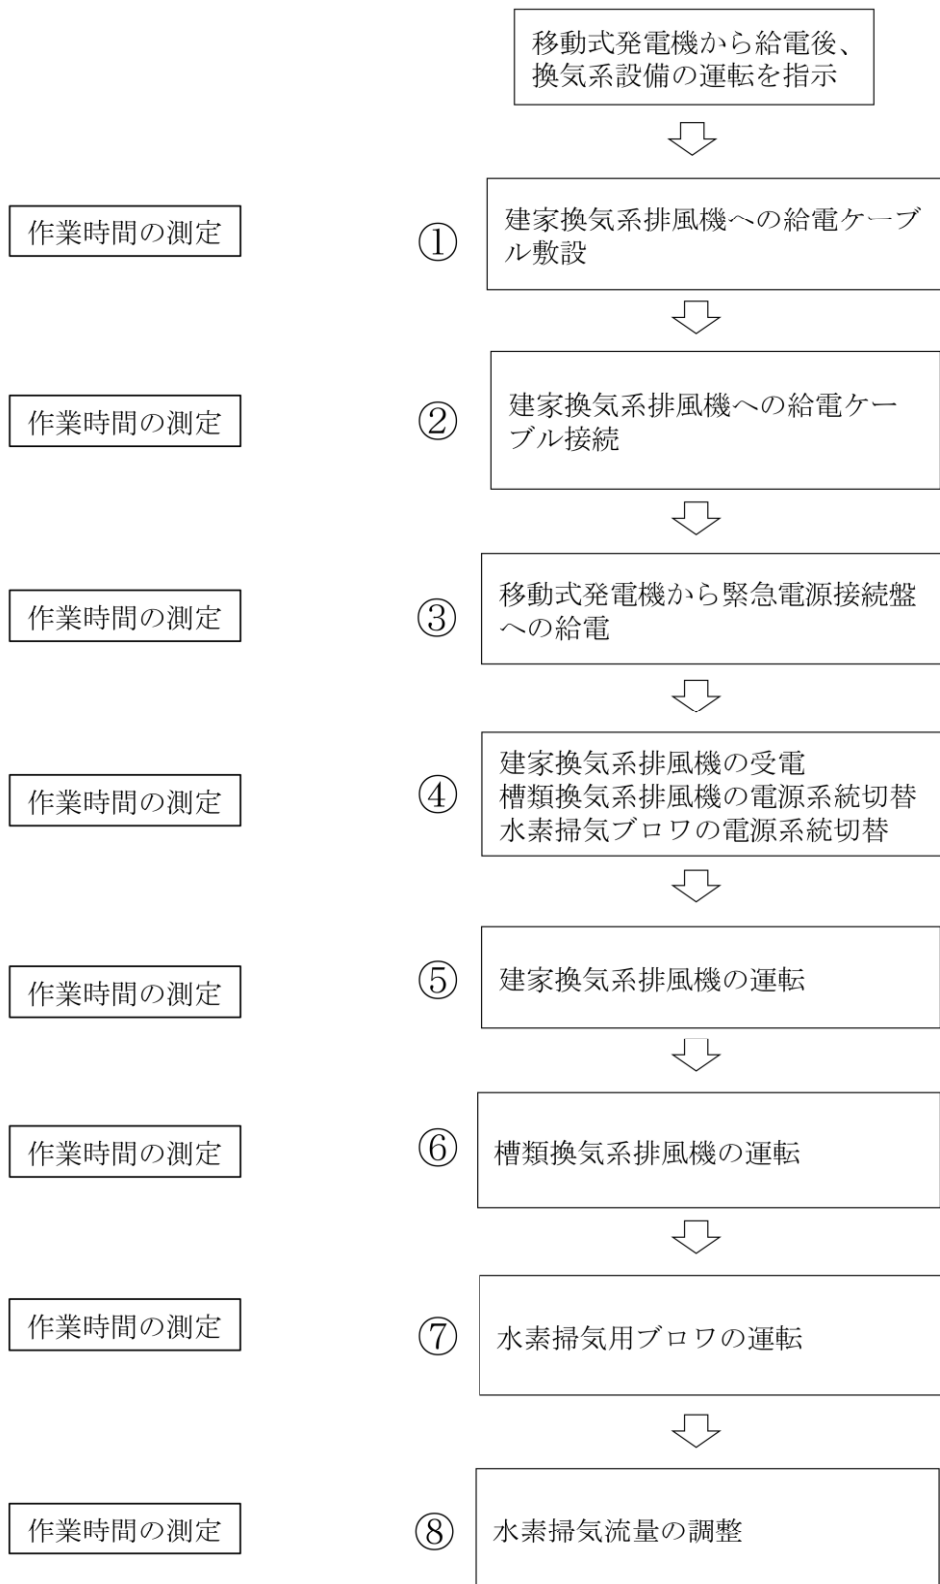 移動式発電機から給電後、
換気系設備の運転を指示
作業時間の測定
①
建家換気系排風機への給電ケーブ
ル敷設
作業時間の測定
②
建家換気系排風機への給電ケー
ブル接続
作業時間の測定
③
移動式発電機から緊急電源接続盤
への給電
作業時間の測定
④
建家換気系排風機の受電
槽類換気系排風機の電源系統切替
水素掃気ブロワの電源系統切替
作業時間の測定
⑤
建家換気系排風機の運転
作業時間の測定
⑥
槽類換気系排風機の運転
作業時間の測定
⑦
水素掃気用ブロワの運転
作業時間の測定
⑧
水素掃気流量の調整